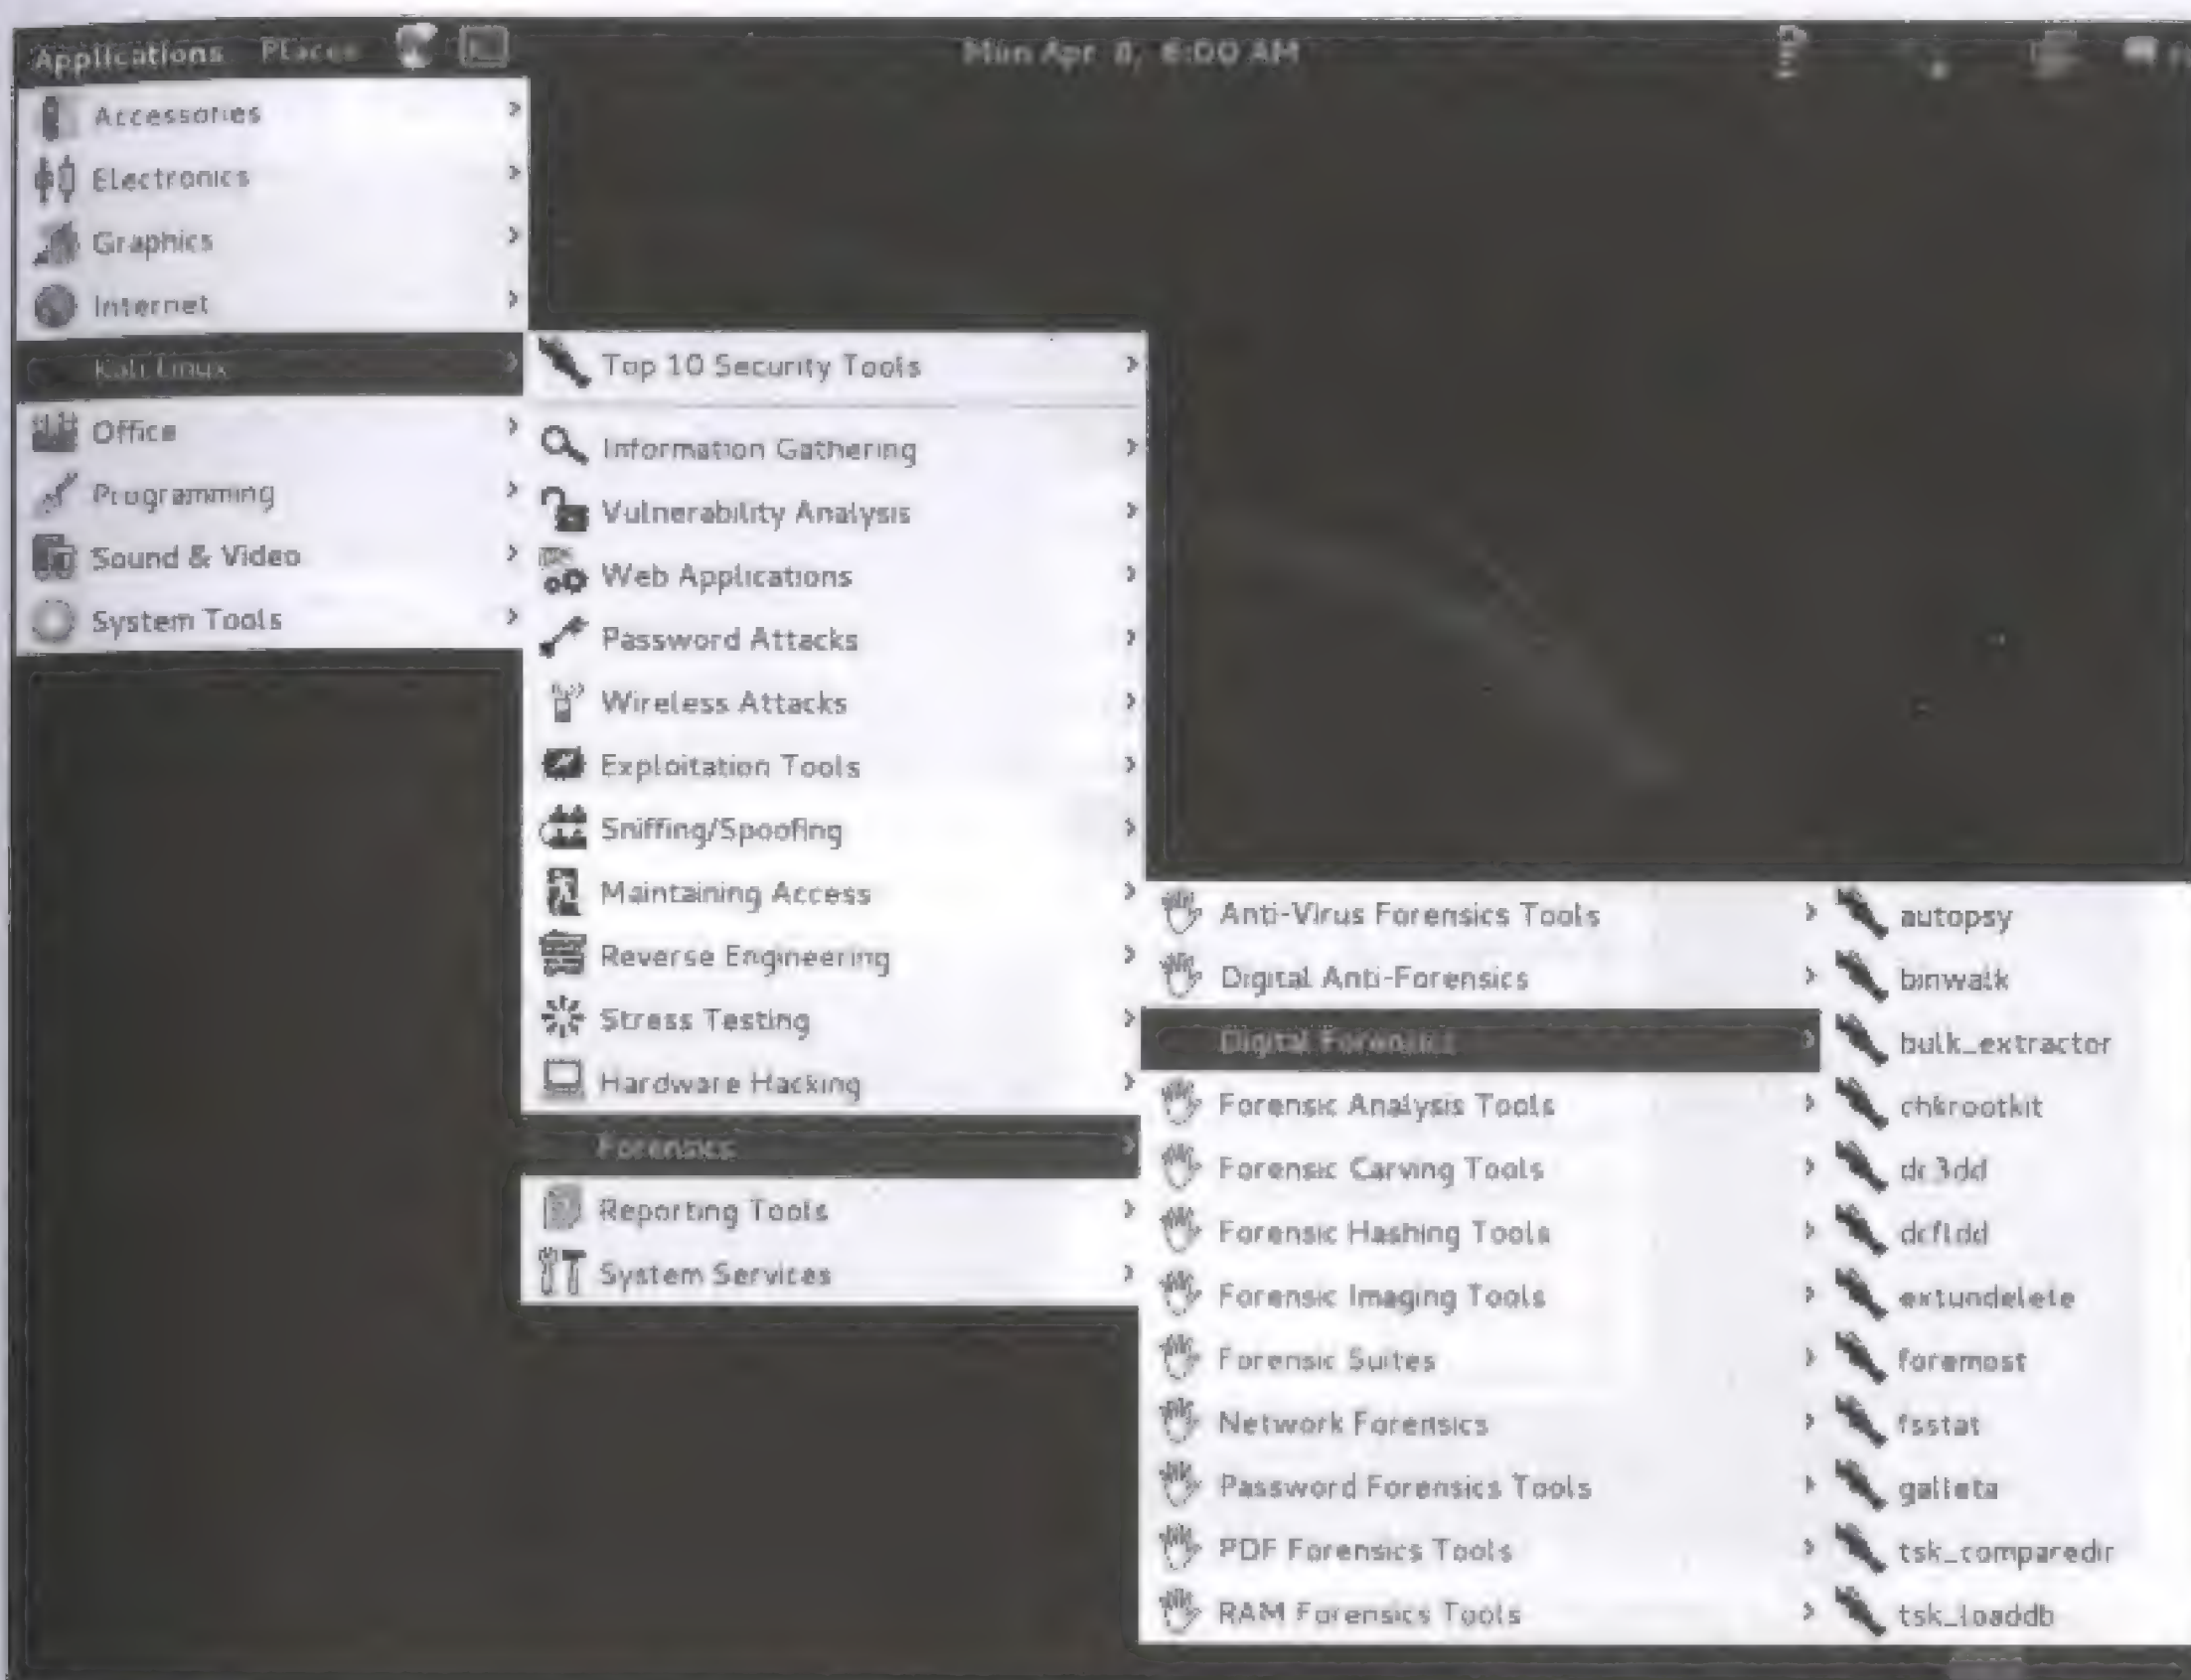 Applications Places
Mon Apr 8, 6:00 AM
Accessories
Electronics
Graphics
Internet
Kali Linux
Office
Programming
Sound & Video
System Tools
Top 10 Security Tools
Information Gathering
Vulnerability Analysis
Web Applications
Password Attacks
Wireless Attacks
Exploitation Tools
Sniffing/Spoofing
Maintaining Access
Reverse Engineering
Stress Testing
Hardware Hacking
Forensics
Reporting Tools
System Services
Anti-Virus Forensics Tools
Digital Anti-Forensics
Digital Forensics
Forensic Analysis Tools
Forensic Carving Tools
Forensic Hashing Tools
Forensic Imaging Tools
Forensic Suites
Network Forensics
Password Forensics Tools
PDF Forensics Tools
RAM Forensics Tools
autopsy
binwalk
bulk_extractor
chkrootkit
dc3dd
dcfldd
extundelete
foremost
fsstat
galleta
tsk_comparedir
tsk_loaddb